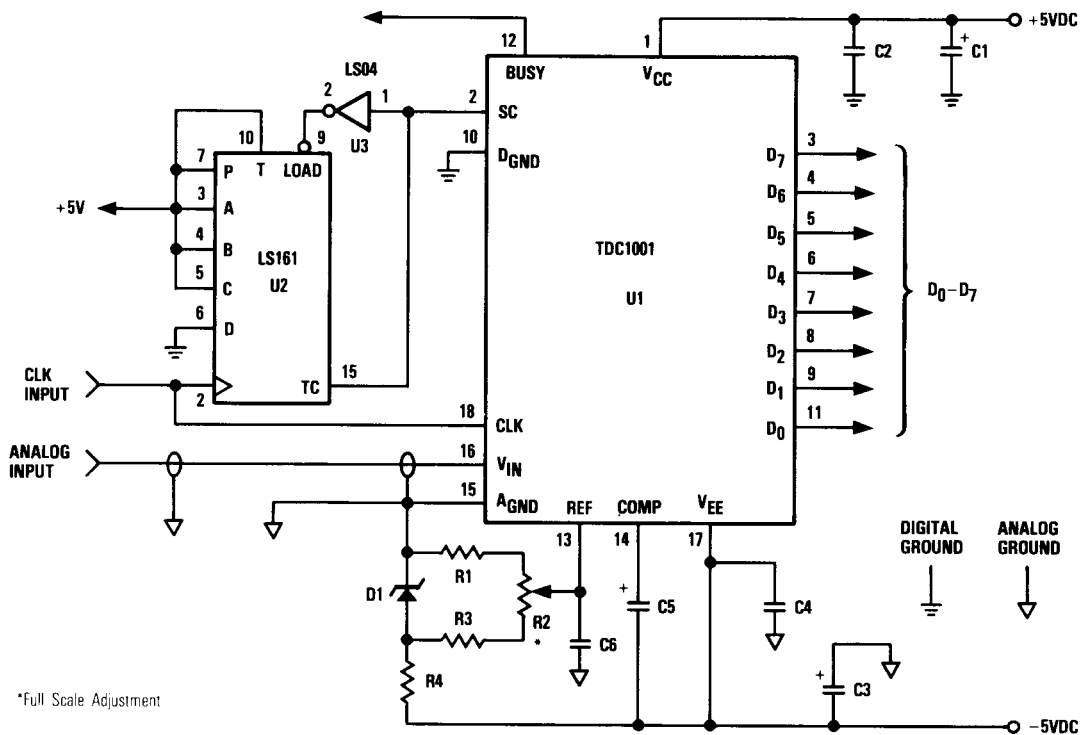 +5VDC
12
1
C2
C1
BUSY
VCC
LS04
2
1
U3
2
SC
10
9
10
DGND
7
P
T
LOAD
3
A
+5V
4
B
LS161
U2
5
C
6
D
TDC1001
U1
D7
3
D6
4
D5
5
D4
6
D3
7
D2
8
D1
9
D0
11
D0–D7
CLK
INPUT
2
TC
15
18
CLK
ANALOG
INPUT
16
VIN
15
AGND
REF
COMP
VEE
13
14
17
DIGITAL
GROUND
ANALOG
GROUND
D1
R1
R2
*
R3
R4
C6
+
C5
C4
+
C3
+
–5VDC
*Full Scale Adjustment